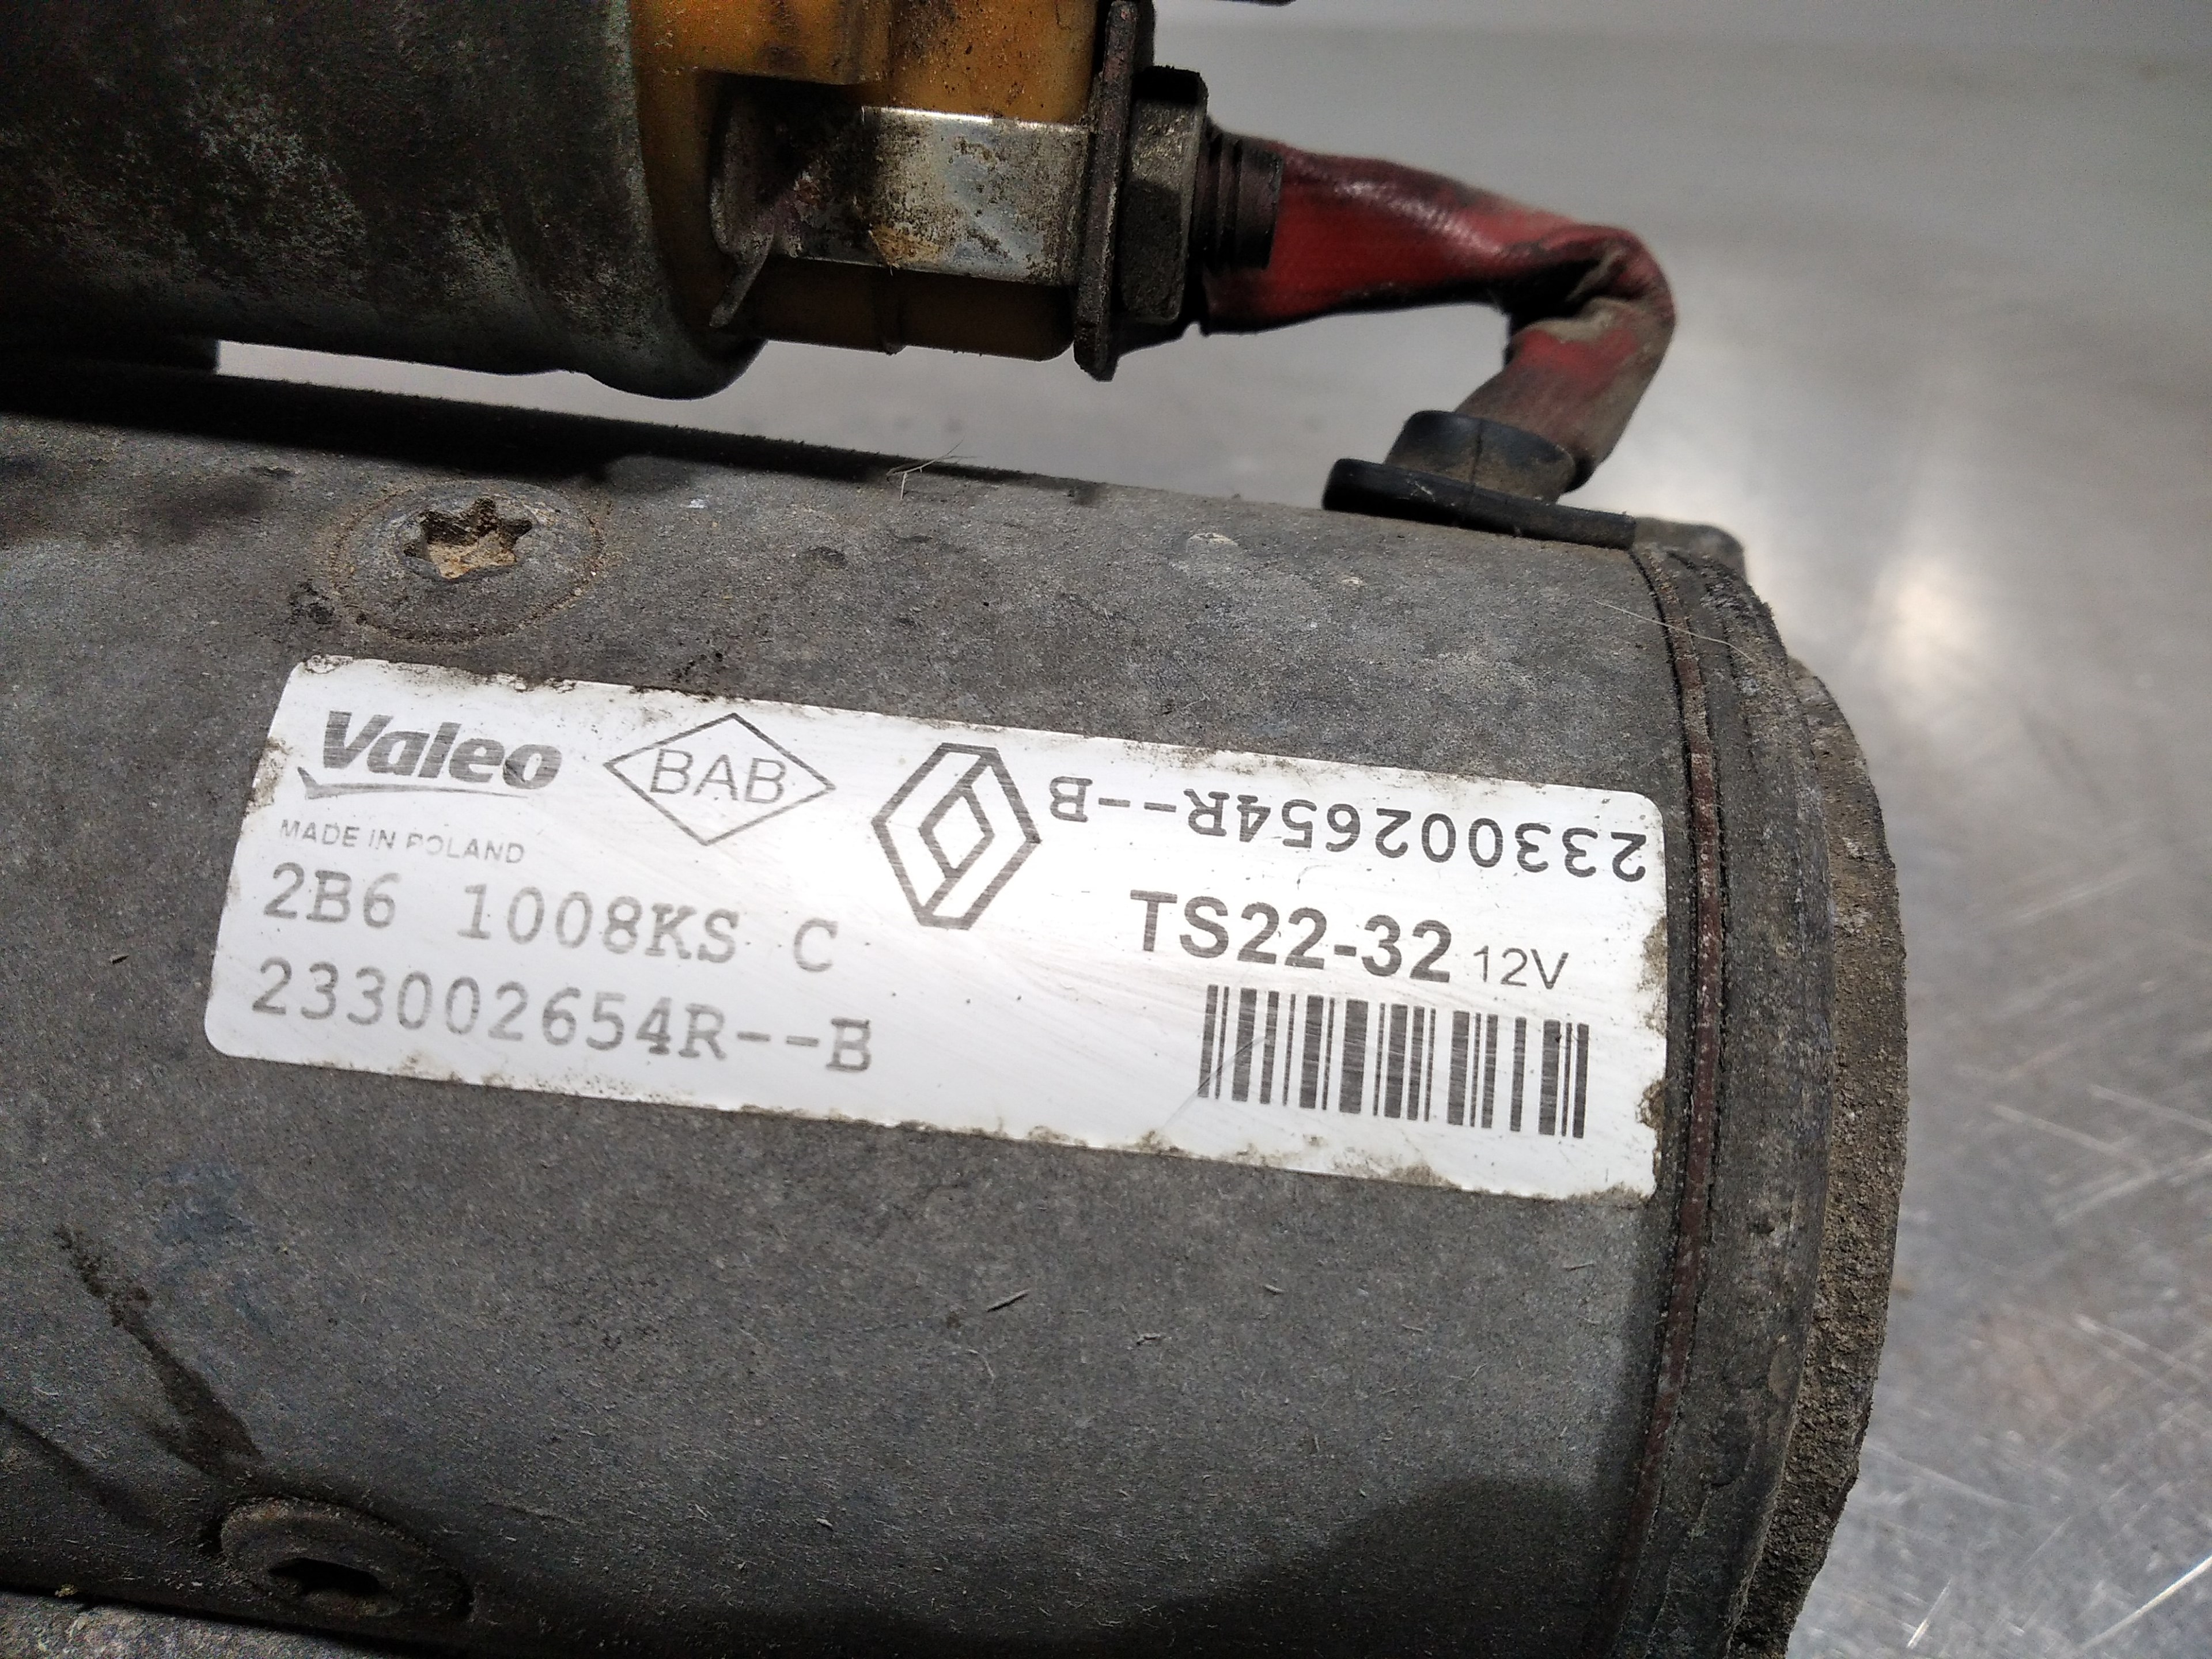 Valeo
BAB
MADE IN POLAND
2B6 1008KS C
233002654R--B
233002654R--B
TS22-32 12V